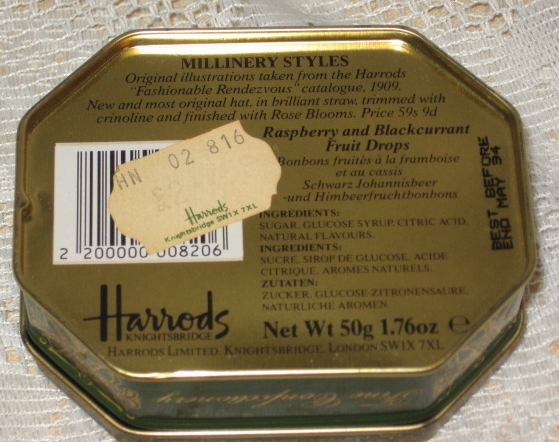 MILLINERY STYLES
Original illustrations taken from the Harrods
"Fashionable Rendezvous" catalogue, 1909.
New and most original hat, in brilliant straw, trimmed with
crinoline and finished with Rose Blooms. Price 59s 9d
Raspberry and Blackcurrant
Fruit Drops
Bonbons fruités à la framboise
et au cassis
Schwarz Johannisbeer
-und Himbeerfruchtbonbons
BEST BEFORE
END MAY 94
HN 02 816
Harrods
Knightsbridge SW1X 7XL
2 200000 008206
INGREDIENTS:
SUGAR, GLUCOSE SYRUP, CITRIC ACID,
NATURAL FLAVOURS.
INGREDIENTS:
SUCRE, SIROP DE GLUCOSE, ACIDE
CITRIQUE, AROMES NATURELS.
ZUTATEN:
ZUCKER, GLUCOSE-ZITRONENSAURE,
NATURLICHE AROMEN.
Harrods
KNIGHTSBRIDGE
Net Wt 50g 1.76oz ℮
HARRODS LIMITED, KNIGHTSBRIDGE, LONDON SW1X 7XL
Fine Confectionery